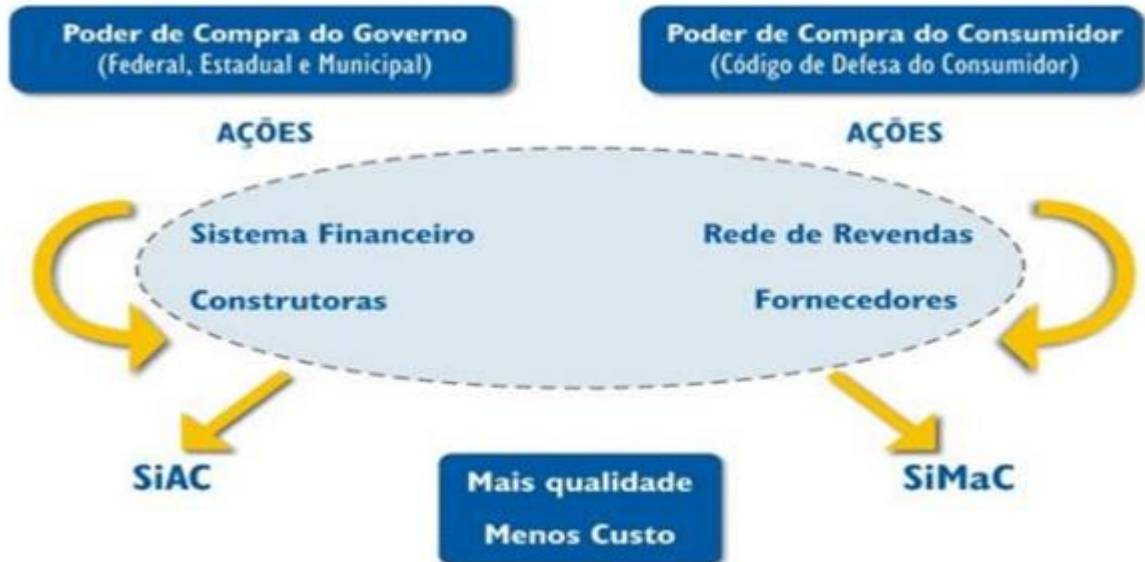 Poder de Compra do Governo
(Federal, Estadual e Municipal)
Poder de Compra do Consumidor
(Código de Defesa do Consumidor)
AÇÕES
AÇÕES
Sistema Financeiro
Rede de Revendas
Construtoras
Fornecedores
SiAC
SiMaC
Mais qualidade
Menos Custo